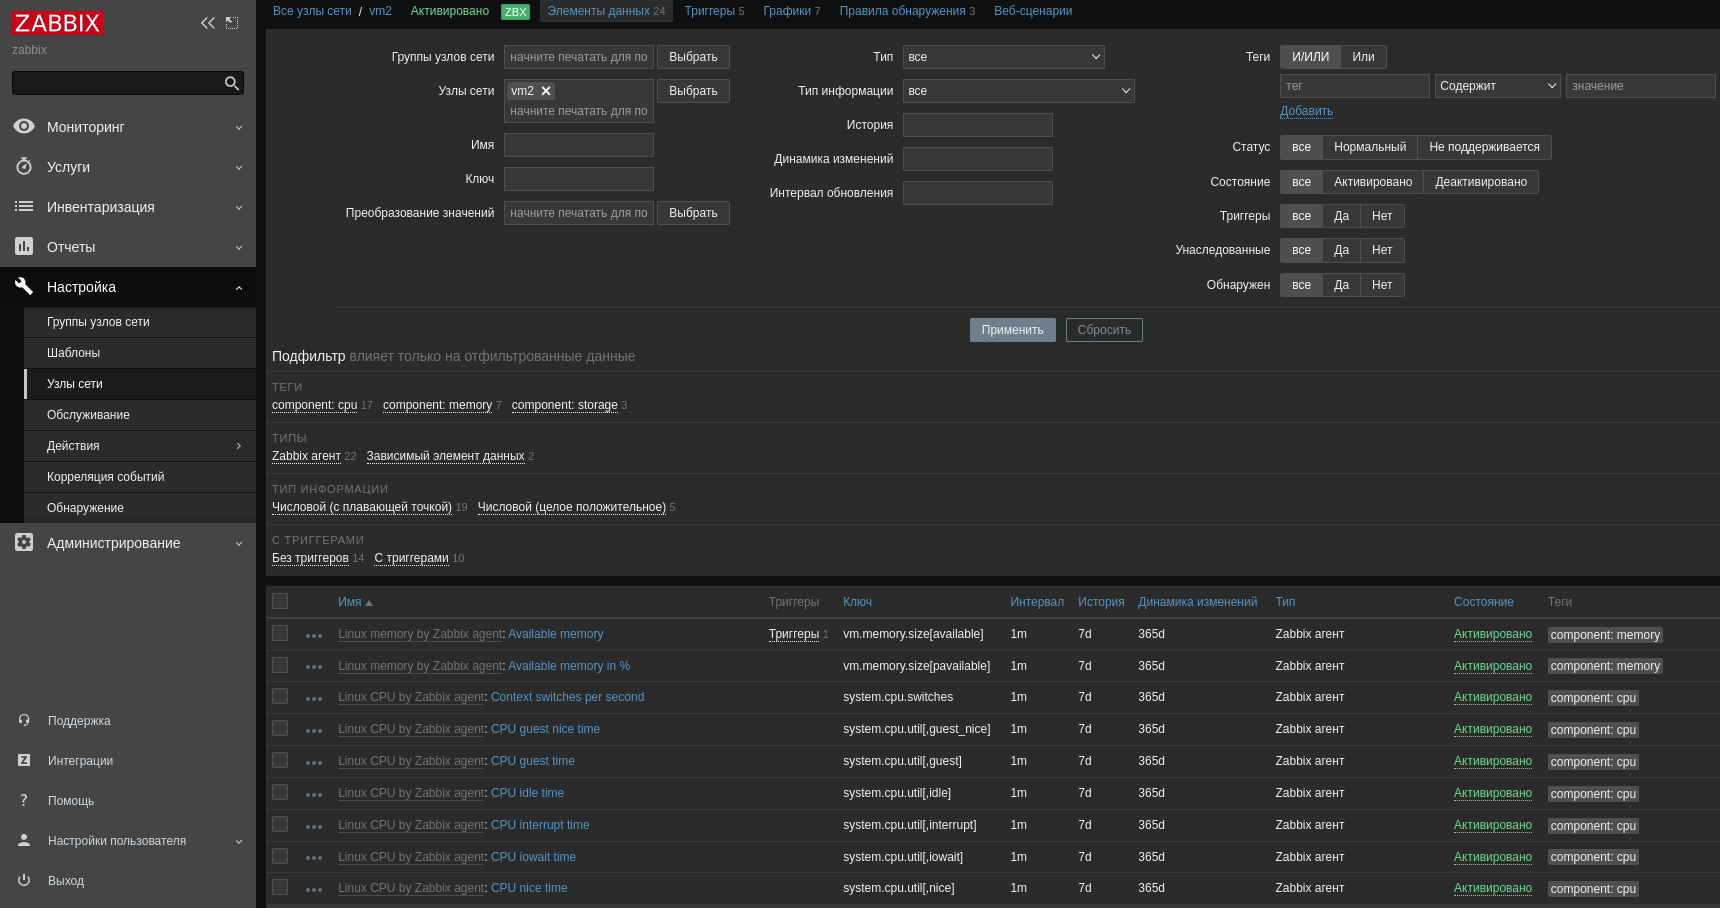 ZABBIX
zabbix
Мониторинг
Услуги
Инвентаризация
Отчеты
Настройка
Группы узлов сети
Шаблоны
Узлы сети
Обслуживание
Действия
Корреляция событий
Обнаружение
Администрирование
Поддержка
Z Интеграции
? Помощь
Настройки пользователя
Выход
Все узлы сети / vm2 Активировано ZBX Элементы данных 24 Триггеры 5 Графики 7 Правила обнаружения 3 Веб-сценарии
Группы узлов сети начните печатать для по Выбрать
Узлы сети vm2 Выбрать
начните печатать для по
Имя
Ключ
Преобразование значений начните печатать для по Выбрать
Тип все
Тип информации все
История
Динамика изменений
Интервал обновления
Теги И/ИЛИ Или
тег Содержит значение
Добавить
Статус все Нормальный Не поддерживается
Состояние все Активировано Деактивировано
Триггеры все Да Нет
Унаследованные все Да Нет
Обнаружен все Да Нет
Применить Сбросить
Подфильтр влияет только на отфильтрованные данные
ТЕГИ
component: cpu 17 component: memory 7 component: storage 3
ТИПЫ
Zabbix агент 22 Зависимый элемент данных 2
ТИП ИНФОРМАЦИИ
Числовой (с плавающей точкой) 19 Числовой (целое положительное) 5
С ТРИГГЕРАМИ
Без триггеров 14 С триггерами 10
Имя Триггеры Ключ Интервал История Динамика изменений Тип Состояние Теги
Linux memory by Zabbix agent: Available memory Триггеры 1 vm.memory.size[available] 1m 7d 365d Zabbix агент Активировано component: memory
Linux memory by Zabbix agent: Available memory in % vm.memory.size[pavailable] 1m 7d 365d Zabbix агент Активировано component: memory
Linux CPU by Zabbix agent: Context switches per second system.cpu.switches 1m 7d 365d Zabbix агент Активировано component: cpu
Linux CPU by Zabbix agent: CPU guest nice time system.cpu.util[,guest_nice] 1m 7d 365d Zabbix агент Активировано component: cpu
Linux CPU by Zabbix agent: CPU guest time system.cpu.util[,guest] 1m 7d 365d Zabbix агент Активировано component: cpu
Linux CPU by Zabbix agent: CPU idle time system.cpu.util[,idle] 1m 7d 365d Zabbix агент Активировано component: cpu
Linux CPU by Zabbix agent: CPU interrupt time system.cpu.util[,interrupt] 1m 7d 365d Zabbix агент Активировано component: cpu
Linux CPU by Zabbix agent: CPU iowait time system.cpu.util[,iowait] 1m 7d 365d Zabbix агент Активировано component: cpu
Linux CPU by Zabbix agent: CPU nice time system.cpu.util[,nice] 1m 7d 365d Zabbix агент Активировано component: cpu